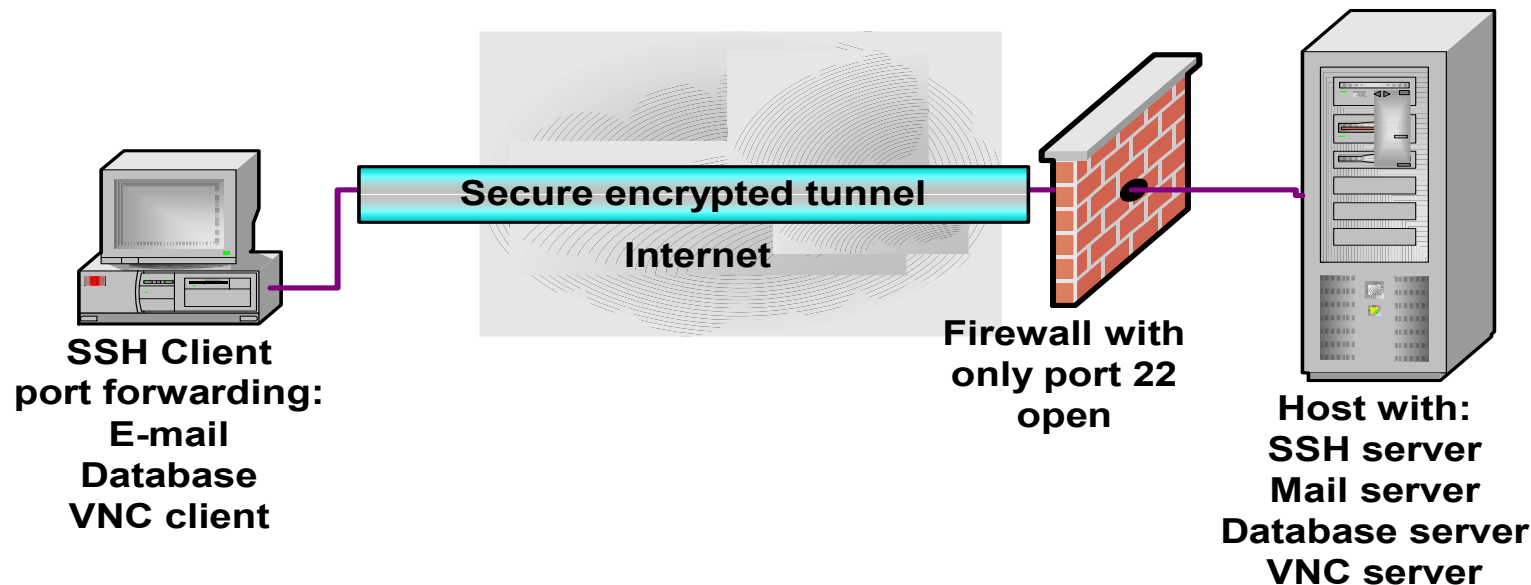 Secure encrypted tunnel
Internet
SSH Client
port forwarding:
E-mail
Database
VNC client
Firewall with
only port 22
open
Host with:
SSH server
Mail server
Database server
VNC server